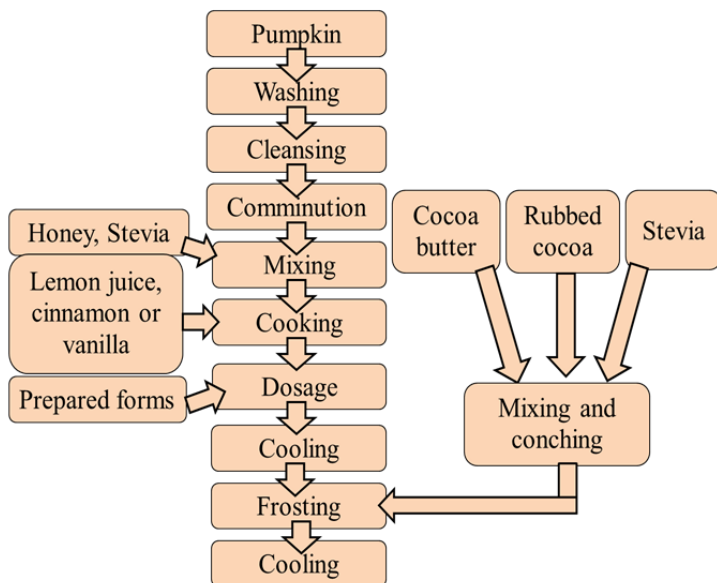 Pumpkin
Washing
Cleansing
Comminution
Honey, Stevia
Mixing
Lemon juice,
cinnamon or
vanilla
Cooking
Prepared forms
Dosage
Cooling
Frosting
Cooling
Cocoa
butter
Rubbed
cocoa
Stevia
Mixing and
conching